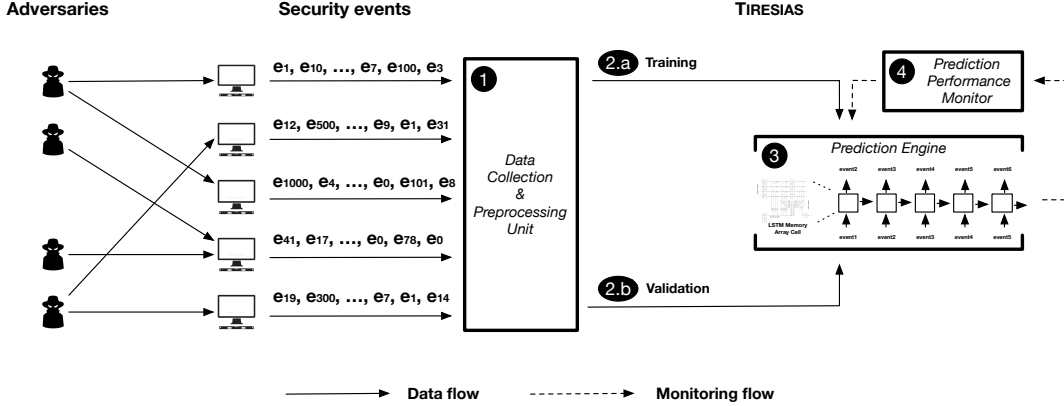 Adversaries
Security events
TIRESIAS
e1, e10, ..., e7, e100, e3
e12, e500, ..., e9, e1, e31
e1000, e4, ..., e0, e101, e8
e41, e17, ..., e0, e78, e0
e19, e300, ..., e7, e1, e14
1
Data
Collection
&
Preprocessing
Unit
2.a Training
2.b Validation
4
Prediction
Performance
Monitor
3
Prediction Engine
event2 event3 event4 event5 event6
LSTM Memory
Array Cell
event1 event2 event3 event4 event5
Data flow
Monitoring flow